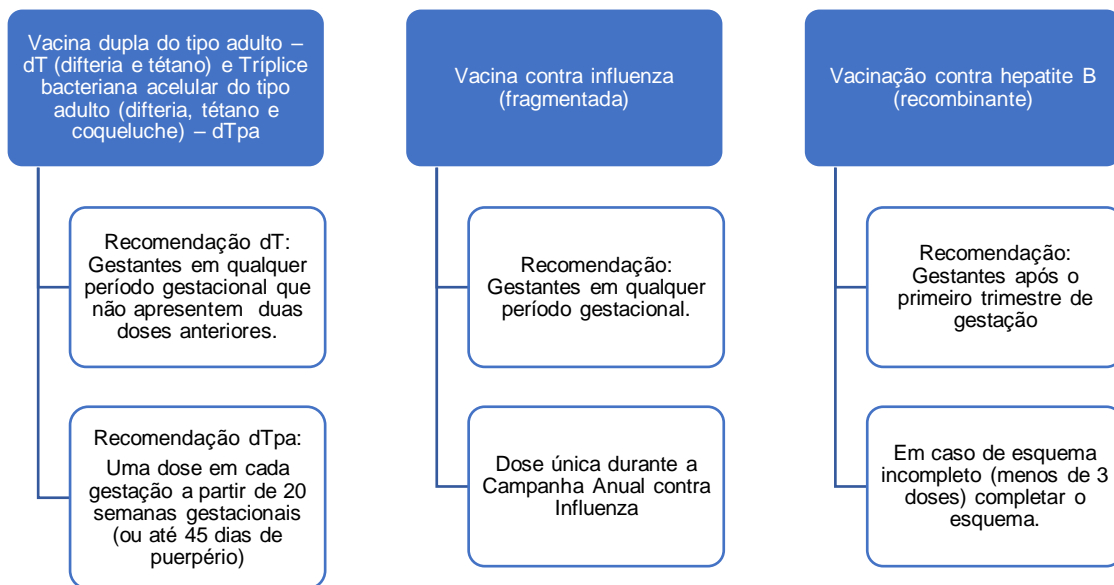 Vacina dupla do tipo adulto –
dT (difteria e tétano) e Tríplice
bacteriana acelular do tipo
adulto (difteria, tétano e
coqueluche) – dTpa
Recomendação dT:
Gestantes em qualquer
período gestacional que
não apresentem duas
doses anteriores.
Recomendação dTpa:
Uma dose em cada
gestação a partir de 20
semanas gestacionais
(ou até 45 dias de
puerpério)
Vacina contra influenza
(fragmentada)
Recomendação:
Gestantes em qualquer
período gestacional.
Dose única durante a
Campanha Anual contra
Influenza
Vacinação contra hepatite B
(recombinante)
Recomendação:
Gestantes após o
primeiro trimestre de
gestação
Em caso de esquema
incompleto (menos de 3
doses) completar o
esquema.